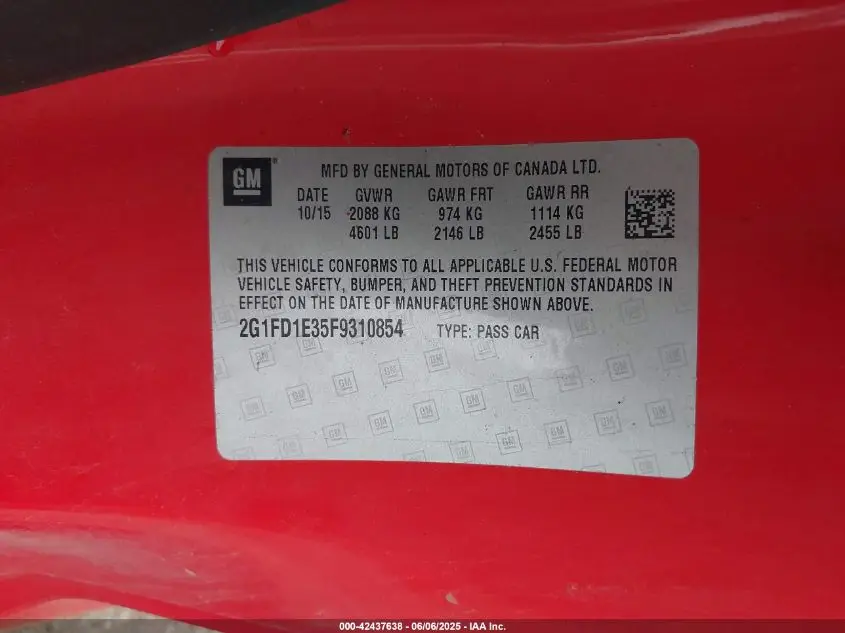 GM
MFD BY GENERAL MOTORS OF CANADA LTD.
DATE GVWR GAWR FRT GAWR RR
10/15 2088 KG 974 KG 1114 KG
4601 LB 2146 LB 2455 LB
THIS VEHICLE CONFORMS TO ALL APPLICABLE U.S. FEDERAL MOTOR
VEHICLE SAFETY, BUMPER, AND THEFT PREVENTION STANDARDS IN
EFFECT ON THE DATE OF MANUFACTURE SHOWN ABOVE.
2G1FD1E35F9310854 TYPE: PASS CAR
000-42437638 - 06/06/2025 - IAA Inc.